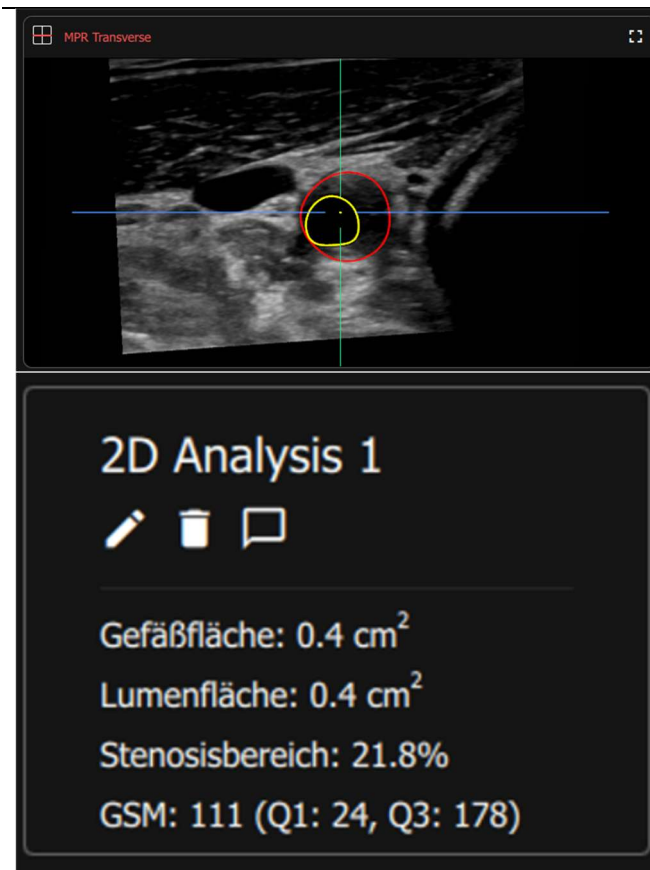 MPR Transverse
2D Analysis 1
Gefäßfläche: 0.4 cm²
Lumenfläche: 0.4 cm²
Stenosisbereich: 21.8%
GSM: 111 (Q1: 24, Q3: 178)